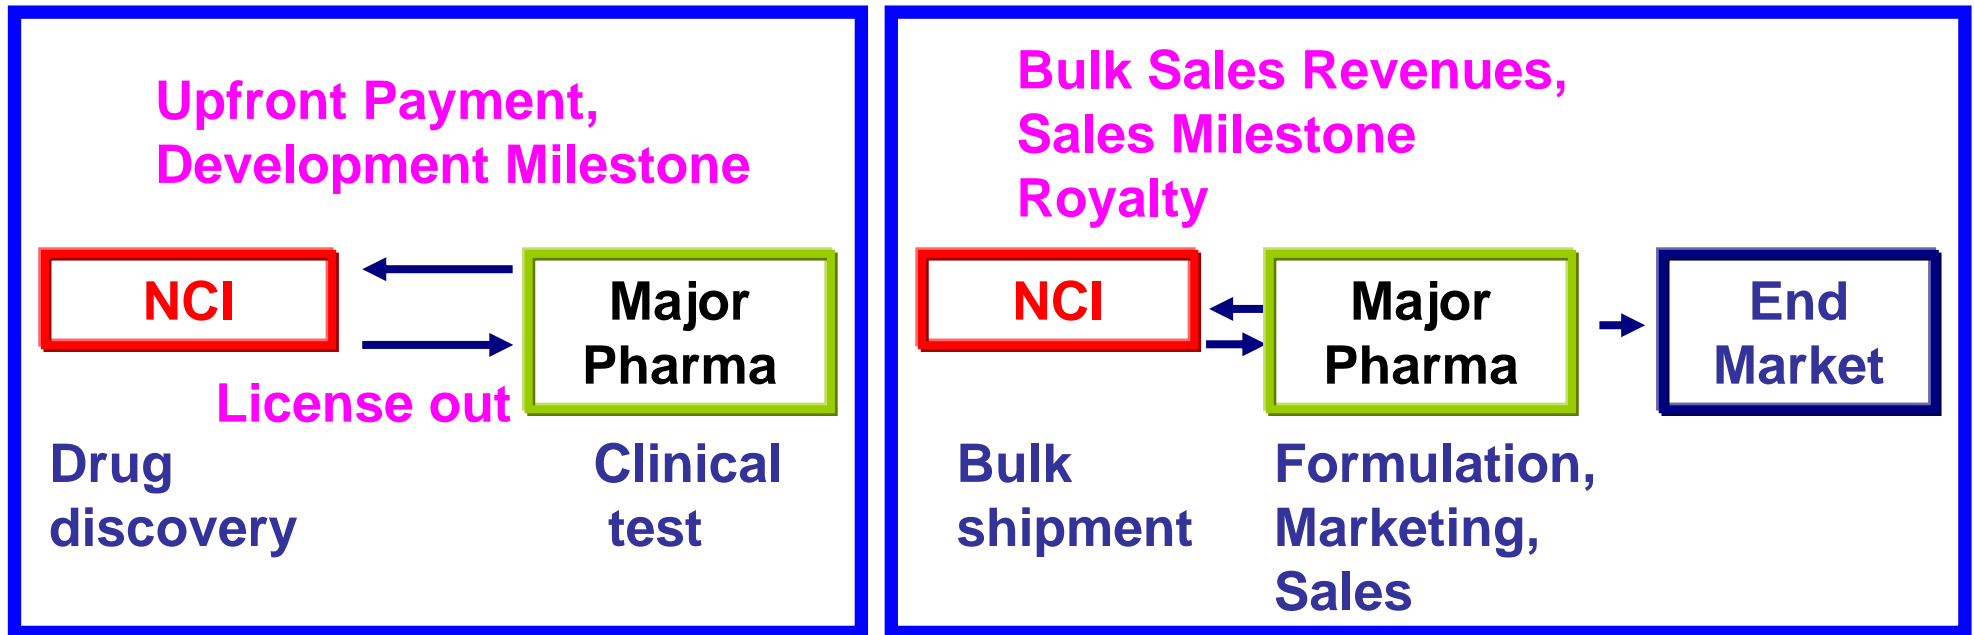 Upfront Payment,
Development Milestone
NCI
Major
Pharma
License out
Drug
discovery
Clinical
test
Bulk Sales Revenues,
Sales Milestone
Royalty
NCI
Major
Pharma
End
Market
Bulk
shipment
Formulation,
Marketing,
Sales